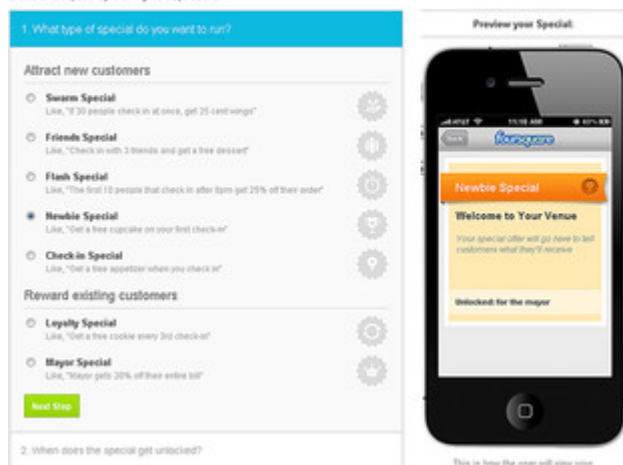 1. What type of special do you want to run?
Attract new customers
Swarm Special
Like, "If 30 people check in at once, get 25 cent wings"
Friends Special
Like, "Check in with 3 friends and get a free dessert"
Flash Special
Like, "The first 10 people that check in after 8pm get 25% off their order"
Newbie Special
Like, "Get a free cupcake on your first check-in"
Check-in Special
Like, "Get a free appetizer when you check in"
Reward existing customers
Loyalty Special
Like, "Get a free cookie every 3rd check-in"
Mayor Special
Like, "Mayor gets 20% off their entire bill"
Next Step
2. When does the special get unlocked?
Preview your Special:
AT&T
11:18 AM
Back
foursquare
Newbie Special
Welcome to Your Venue
Your special offer will go here to tell
customers what they'll receive
Unlocked: for the mayor
This is how the user will view your